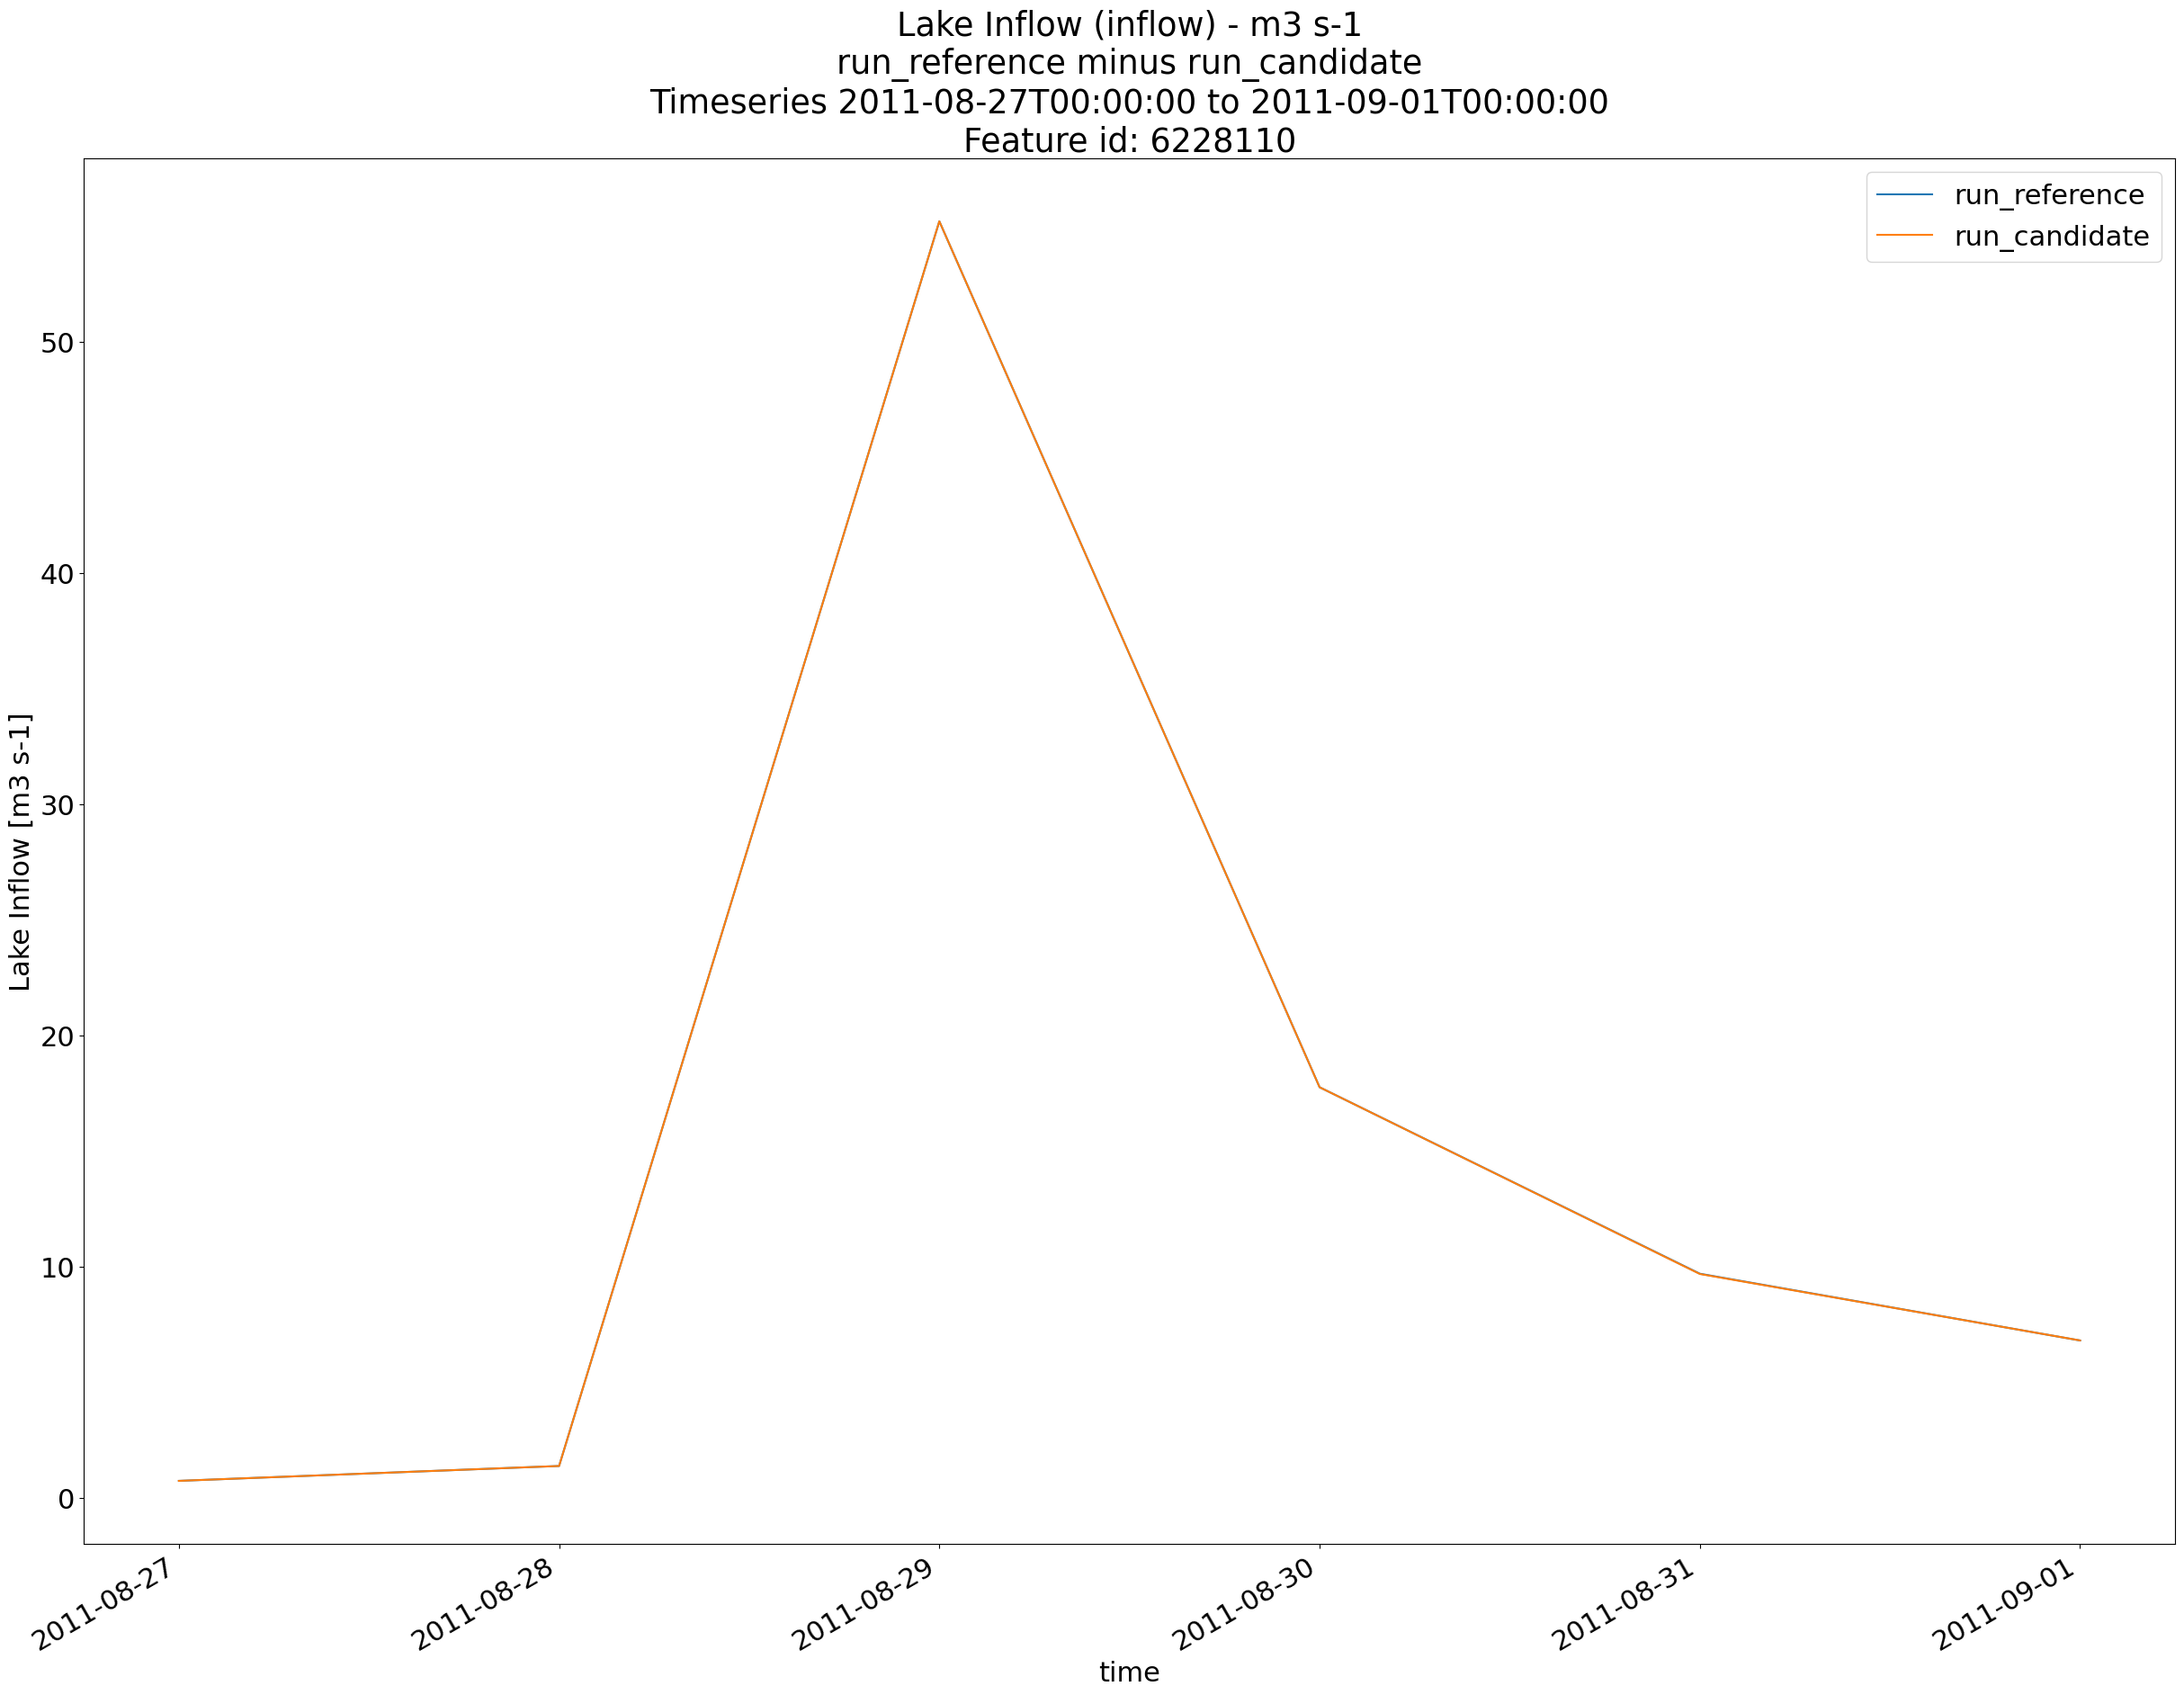 Lake Inflow (inflow) - m3 s-1
run_reference minus run_candidate
Timeseries 2011-08-27T00:00:00 to 2011-09-01T00:00:00
Feature id: 6228110
run_reference
run_candidate
50
40
30
20
10
0
Lake Inflow [m3 s-1]
2011-08-27
2011-08-28
2011-08-29
2011-08-30
2011-08-31
2011-09-01
time